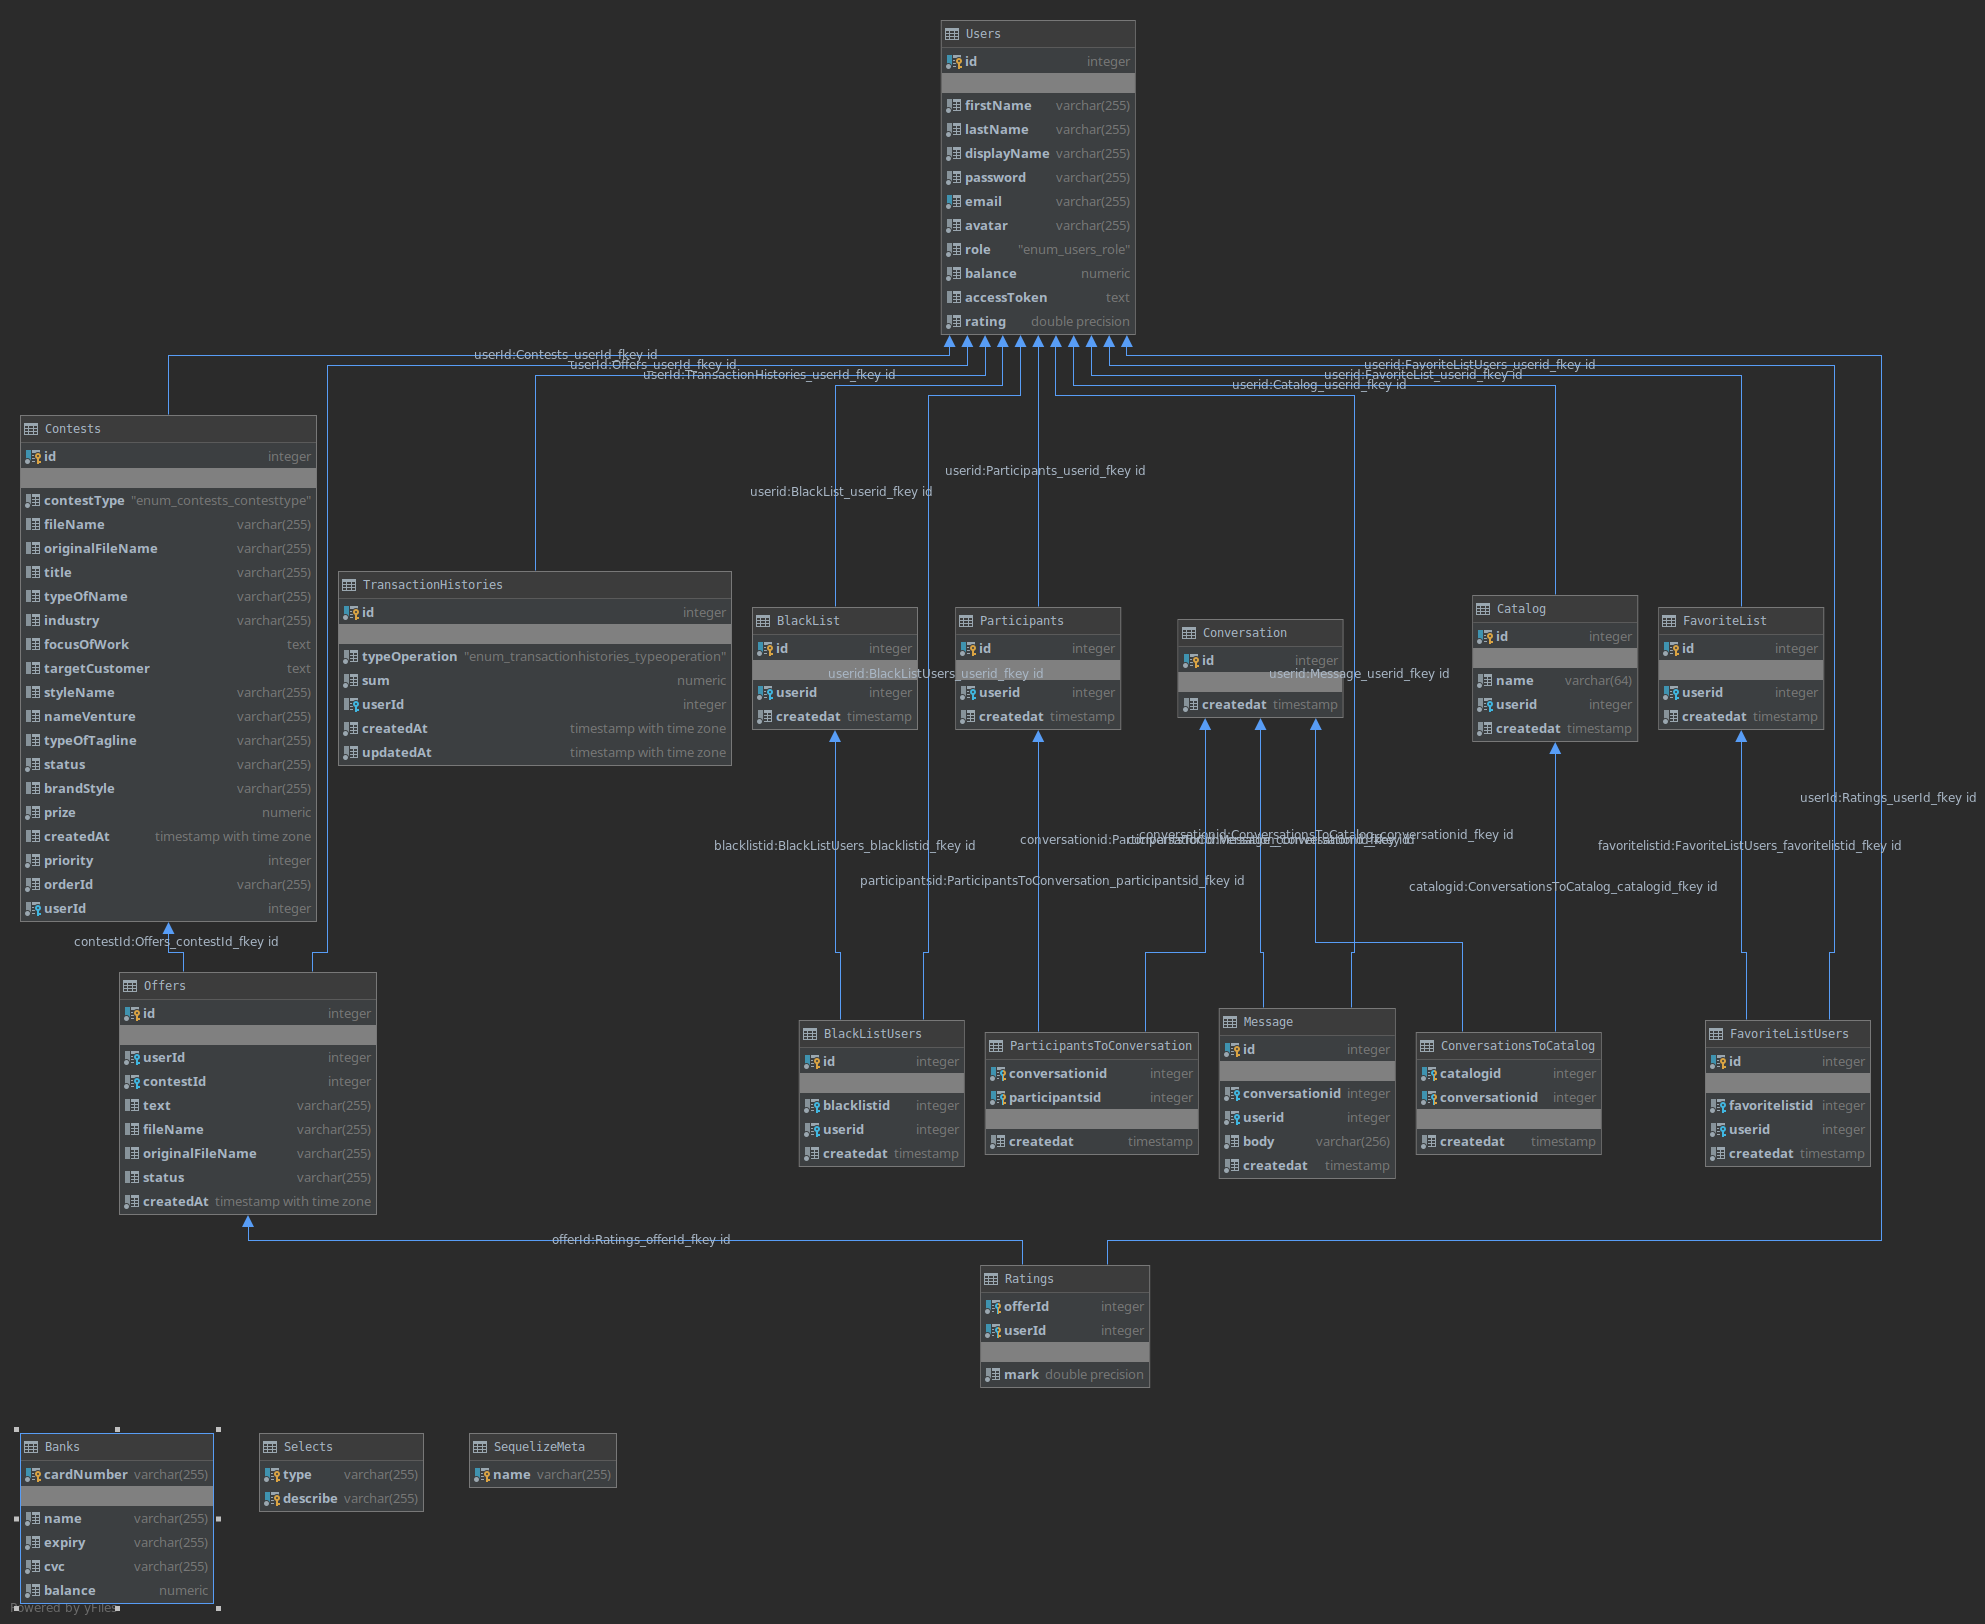 Users
id integer
firstName varchar(255)
lastName varchar(255)
displayName varchar(255)
password varchar(255)
email varchar(255)
avatar varchar(255)
role "enum_users_role"
balance numeric
accessToken text
rating double precision
userId:Contests_userId_fkey id
userId:Offers_userId_fkey id
userId:TransactionHistories_userId_fkey id
userid:FavoriteListUsers_userid_fkey id
userid:FavoriteList_userid_fkey id
userid:Catalog_userid_fkey id
userid:Participants_userid_fkey id
userid:BlackList_userid_fkey id
Contests
id integer
contestType "enum_contests_contesttype"
fileName varchar(255)
originalFileName varchar(255)
title varchar(255)
typeOfName varchar(255)
industry varchar(255)
focusOfWork text
targetCustomer text
styleName varchar(255)
nameVenture varchar(255)
typeOfTagline varchar(255)
status varchar(255)
brandStyle varchar(255)
prize numeric
createdAt timestamp with time zone
priority integer
orderId varchar(255)
userId integer
TransactionHistories
id integer
typeOperation "enum_transactionhistories_typeoperation"
sum numeric
userId integer
createdAt timestamp with time zone
updatedAt timestamp with time zone
BlackList
id integer
userid integer
createdat timestamp
userid:BlackListUsers_userid_fkey id
Participants
id integer
userid integer
createdat timestamp
Conversation
id integer
createdat timestamp
userid:Message_userid_fkey id
Catalog
id integer
name varchar(64)
userid integer
createdat timestamp
FavoriteList
id integer
userid integer
createdat timestamp
userId:Ratings_userId_fkey id
conversationid:ConversationsToCatalog_conversationid_fkey id
blacklistid:BlackListUsers_blacklistid_fkey id
favoritelistid:FavoriteListUsers_favoritelistid_fkey id
participantsid:ParticipantsToConversation_participantsid_fkey id
catalogid:ConversationsToCatalog_catalogid_fkey id
contestId:Offers_contestId_fkey id
Offers
id integer
userId integer
contestId integer
text varchar(255)
fileName varchar(255)
originalFileName varchar(255)
status varchar(255)
createdAt timestamp with time zone
BlackListUsers
id integer
blacklistid integer
userid integer
createdat timestamp
ParticipantsToConversation
conversationid integer
participantsid integer
createdat timestamp
Message
id integer
conversationid integer
userid integer
body varchar(256)
createdat timestamp
ConversationsToCatalog
catalogid integer
conversationid integer
createdat timestamp
FavoriteListUsers
id integer
favoritelistid integer
userid integer
createdat timestamp
offerId:Ratings_offerId_fkey id
Ratings
offerId integer
userId integer
mark double precision
Banks
cardNumber varchar(255)
name varchar(255)
expiry varchar(255)
cvc varchar(255)
balance numeric
Selects
type varchar(255)
describe varchar(255)
SequelizeMeta
name varchar(255)
Powered by yFiles